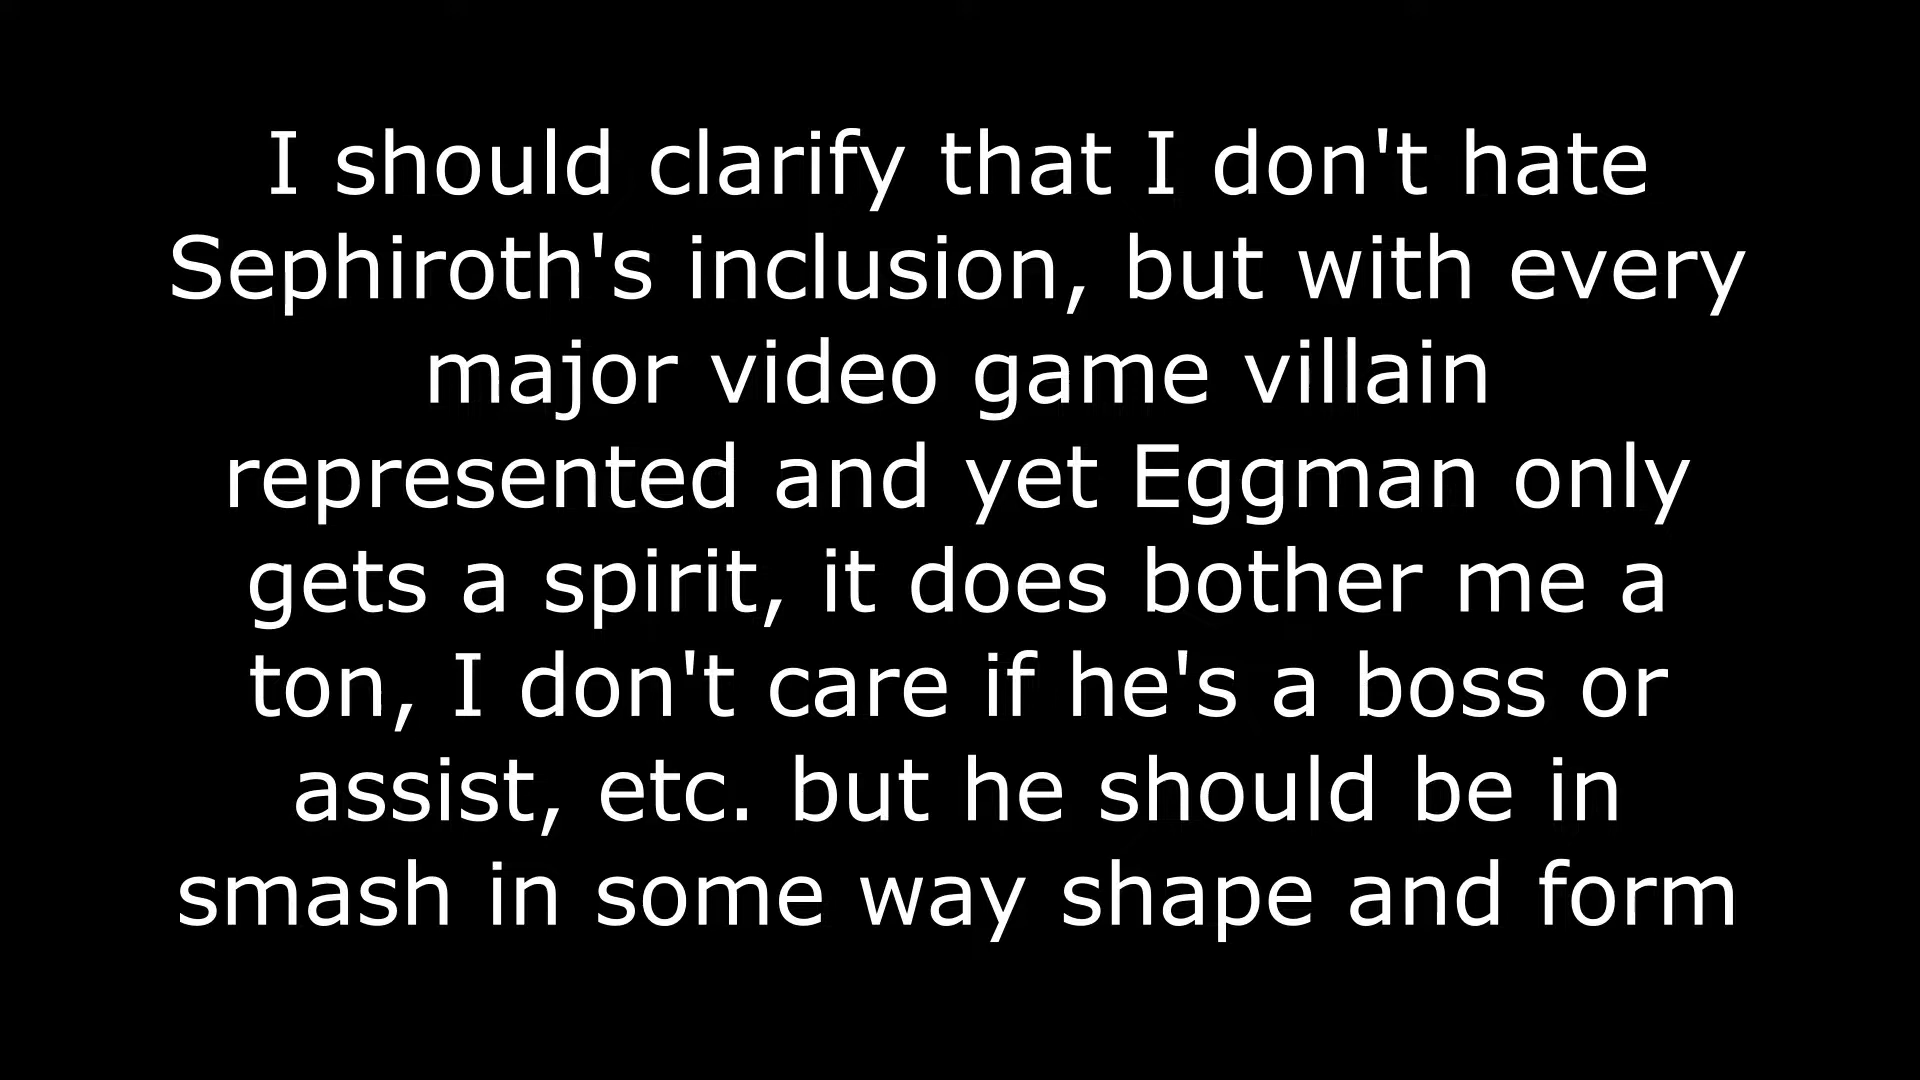 I should clarify that I don't hate
Sephiroth's inclusion, but with every
major video game villain
represented and yet Eggman only
gets a spirit, it does bother me a
ton, I don't care if he's a boss or
assist, etc. but he should be in
smash in some way shape and form